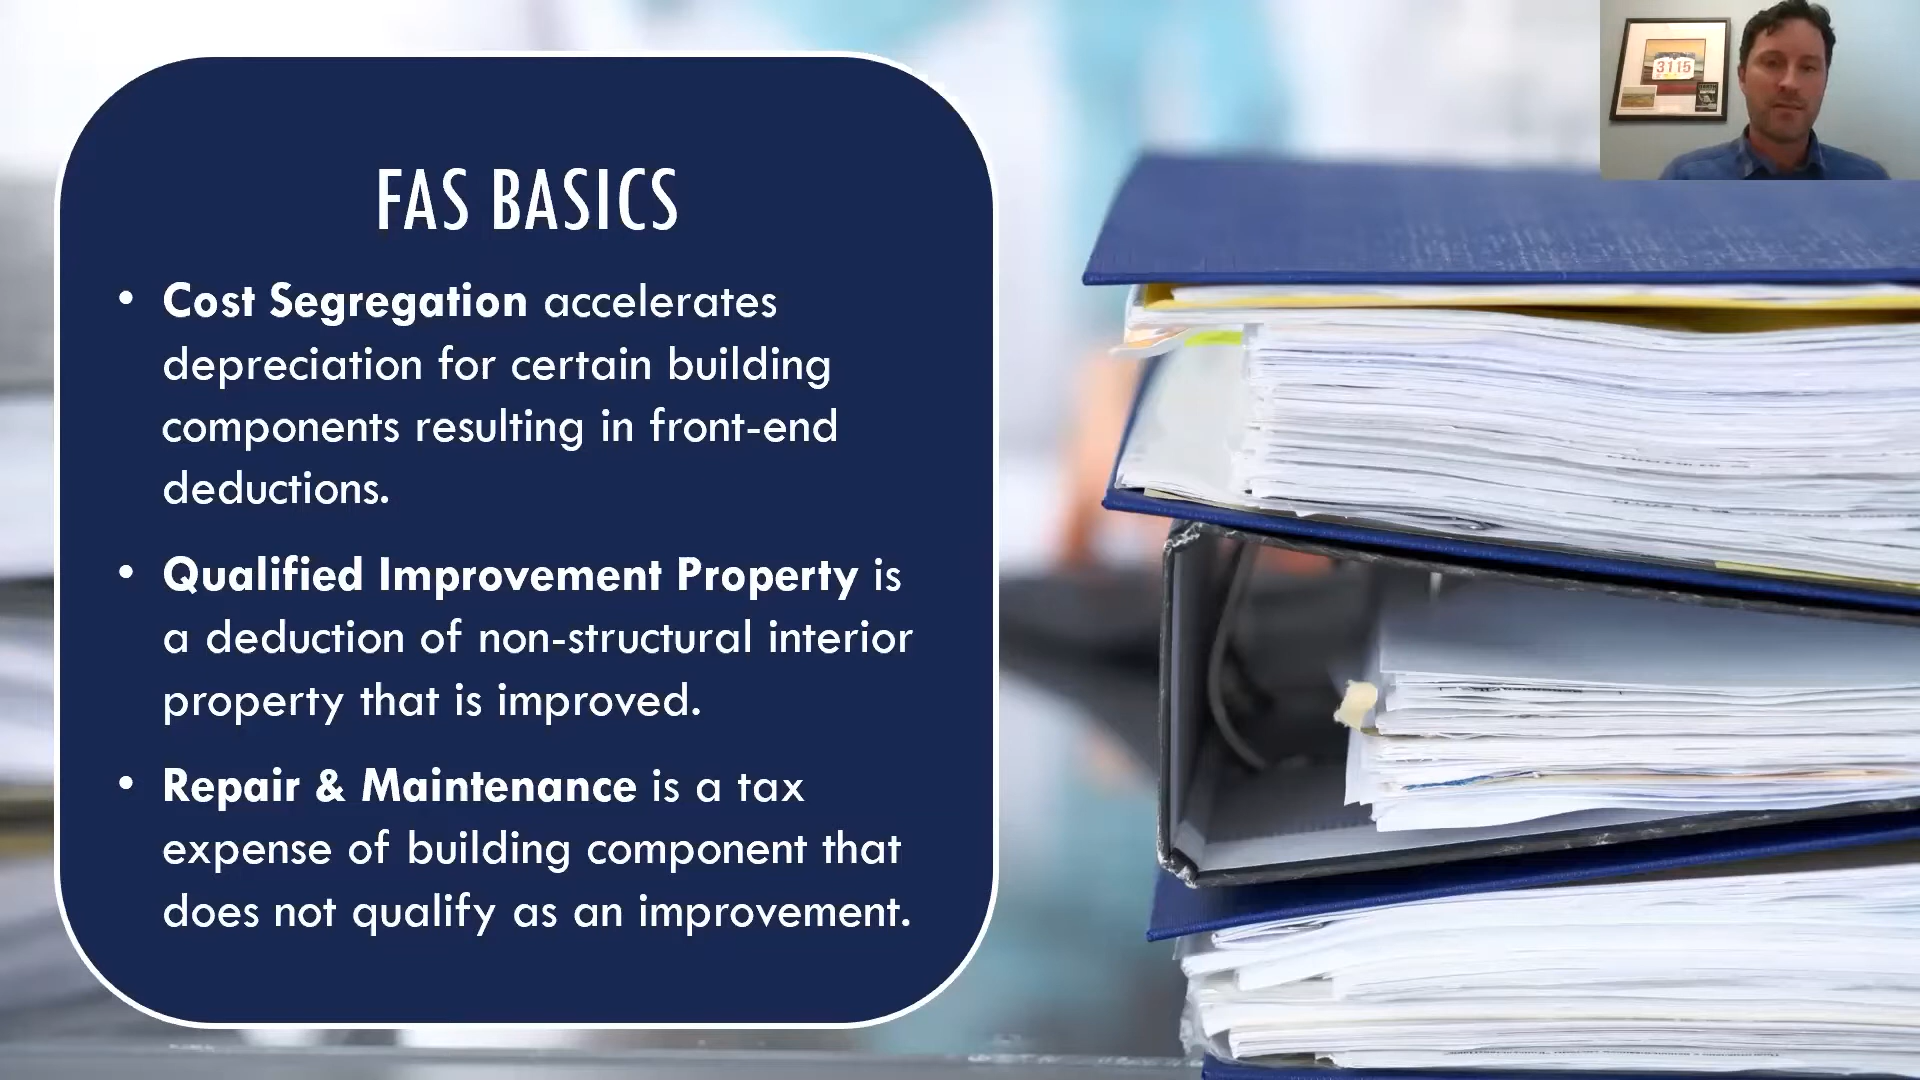 FAS BASICS
• Cost Segregation accelerates
depreciation for certain building
components resulting in front-end
deductions.
• Qualified Improvement Property is
a deduction of non-structural interior
property that is improved.
• Repair & Maintenance is a tax
expense of building component that
does not qualify as an improvement.
3115